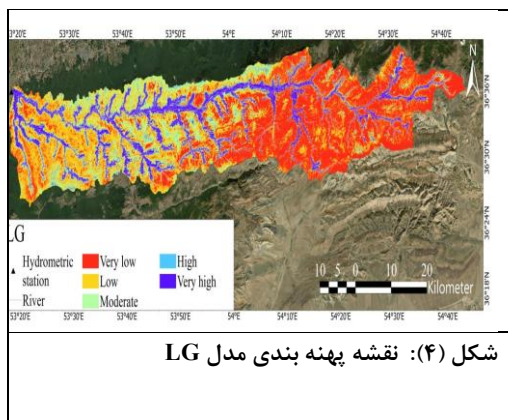 53°20' 53°30' 53°40' 53°50' 54°E 54°10' 54°20' 54°30' 54°40'
N
36°36'N
36°30'N
36°24'N
36°18'N
LG
Hydrometric station
River
Very low
Low
Moderate
High
Very high
10 5 0 10 20
Kilometer
53°20' 53°30' 53°40' 53°50' 54°E 54°10' 54°20' 54°30' 54°40'
شکل (۴): نقشه پهنه بندی مدل LG